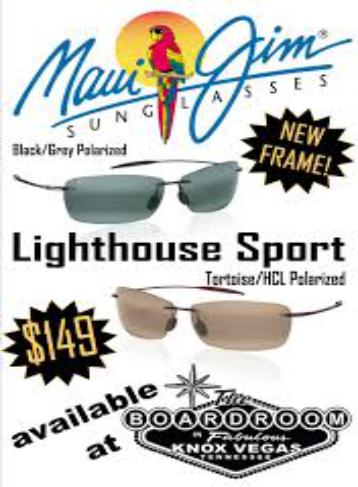 Maui Jim®
SUNGLASSES
Black/Grey Polarized
NEW
FRAME!
Lighthouse Sport
Tortoise/HCL Polarized
$149
available
at
The
BOARDROOM
IN
Fabulous
KNOX VEGAS
TENNESSEE